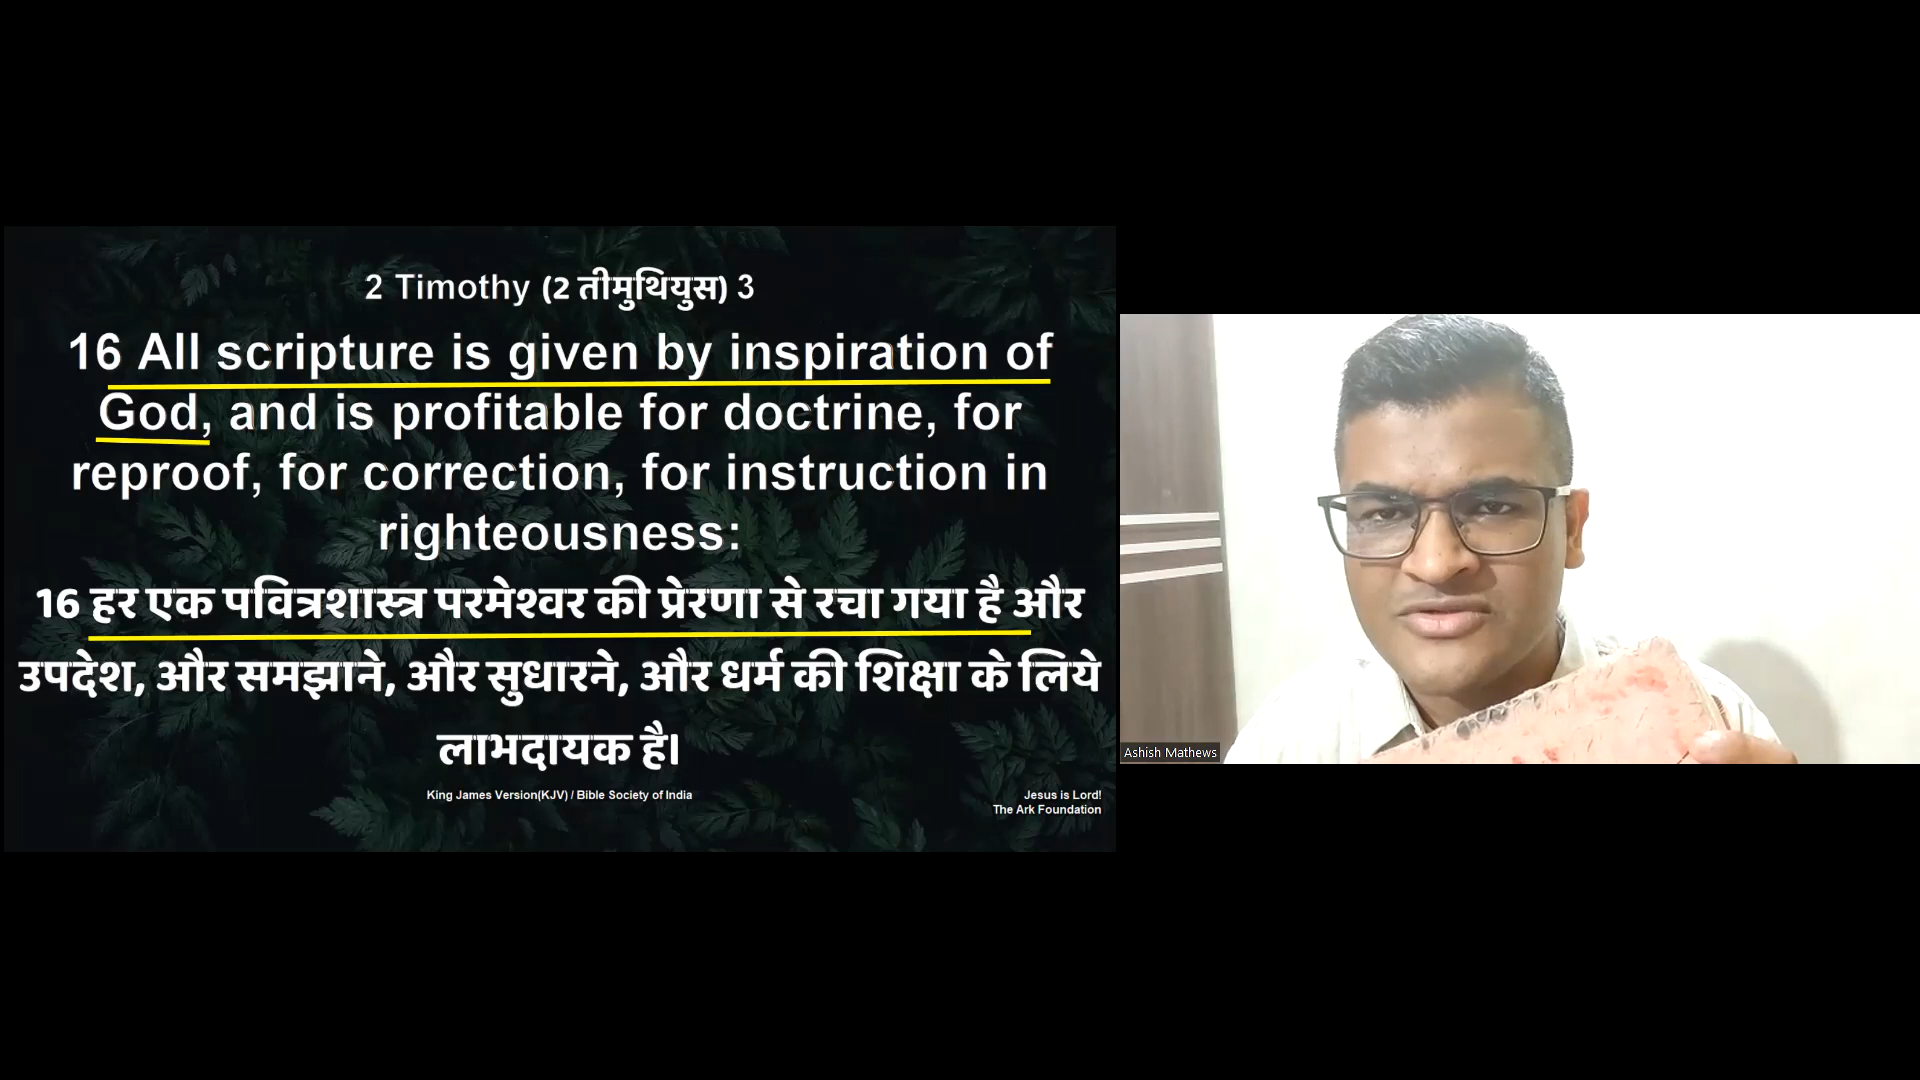 2 Timothy (2 तीमुथियुस) 3
16 All scripture is given by inspiration of
God, and is profitable for doctrine, for
reproof, for correction, for instruction in
righteousness:
16 हर एक पवित्रशास्त्र परमेश्वर की प्रेरणा से रचा गया है और
उपदेश, और समझाने, और सुधारने, और धर्म की शिक्षा के लिये
लाभदायक है।
King James Version(KJV) / Bible Society of India
Jesus is Lord!
The Ark Foundation
Ashish Mathews